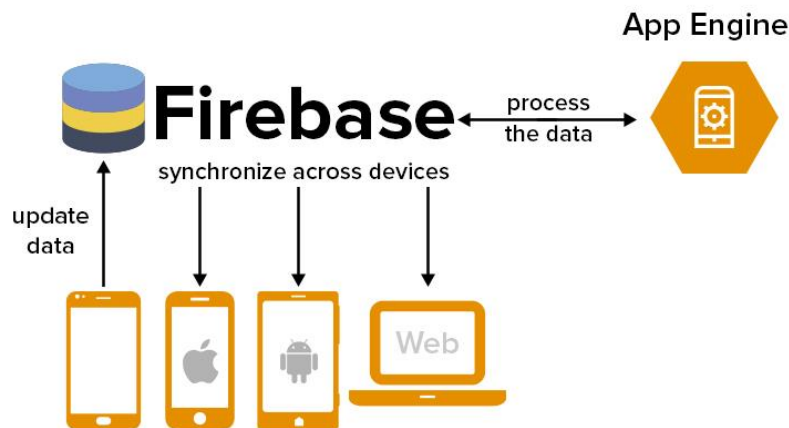 App Engine
Firebase
process
the data
synchronize across devices
update
data
Web